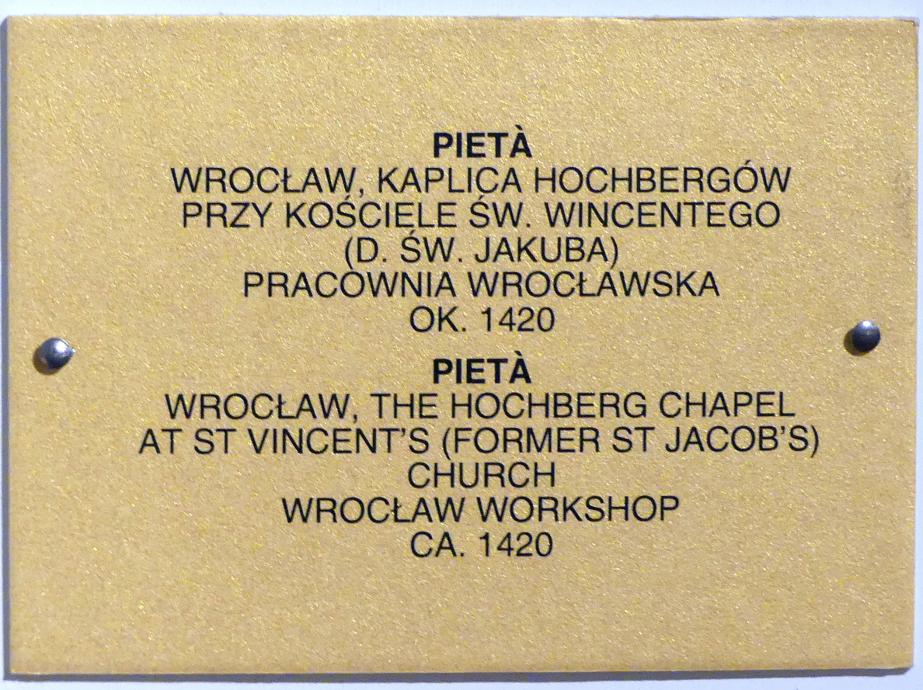 PIETÀ
WROCŁAW, KAPLICA HOCHBERGÓW
PRZY KOŚCIELE ŚW. WINCENTEGO
(D. ŚW. JAKUBA)
PRACOWNIA WROCŁAWSKA
OK. 1420
PIETÀ
WROCŁAW, THE HOCHBERG CHAPEL
AT ST VINCENT'S (FORMER ST JACOB'S)
CHURCH
WROCŁAW WORKSHOP
CA. 1420